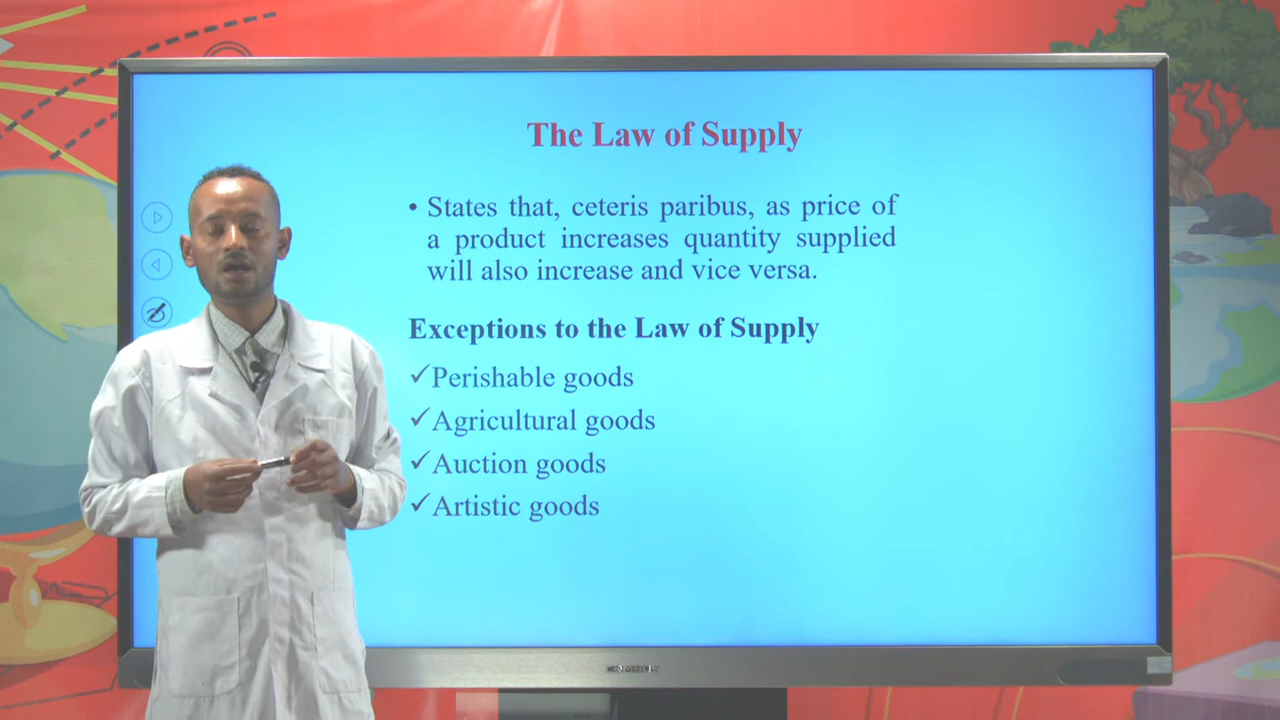 The Law of Supply
• States that, ceteris paribus, as price of
a product increases quantity supplied
will also increase and vice versa.
Exceptions to the Law of Supply
✓Perishable goods
✓Agricultural goods
✓Auction goods
✓Artistic goods